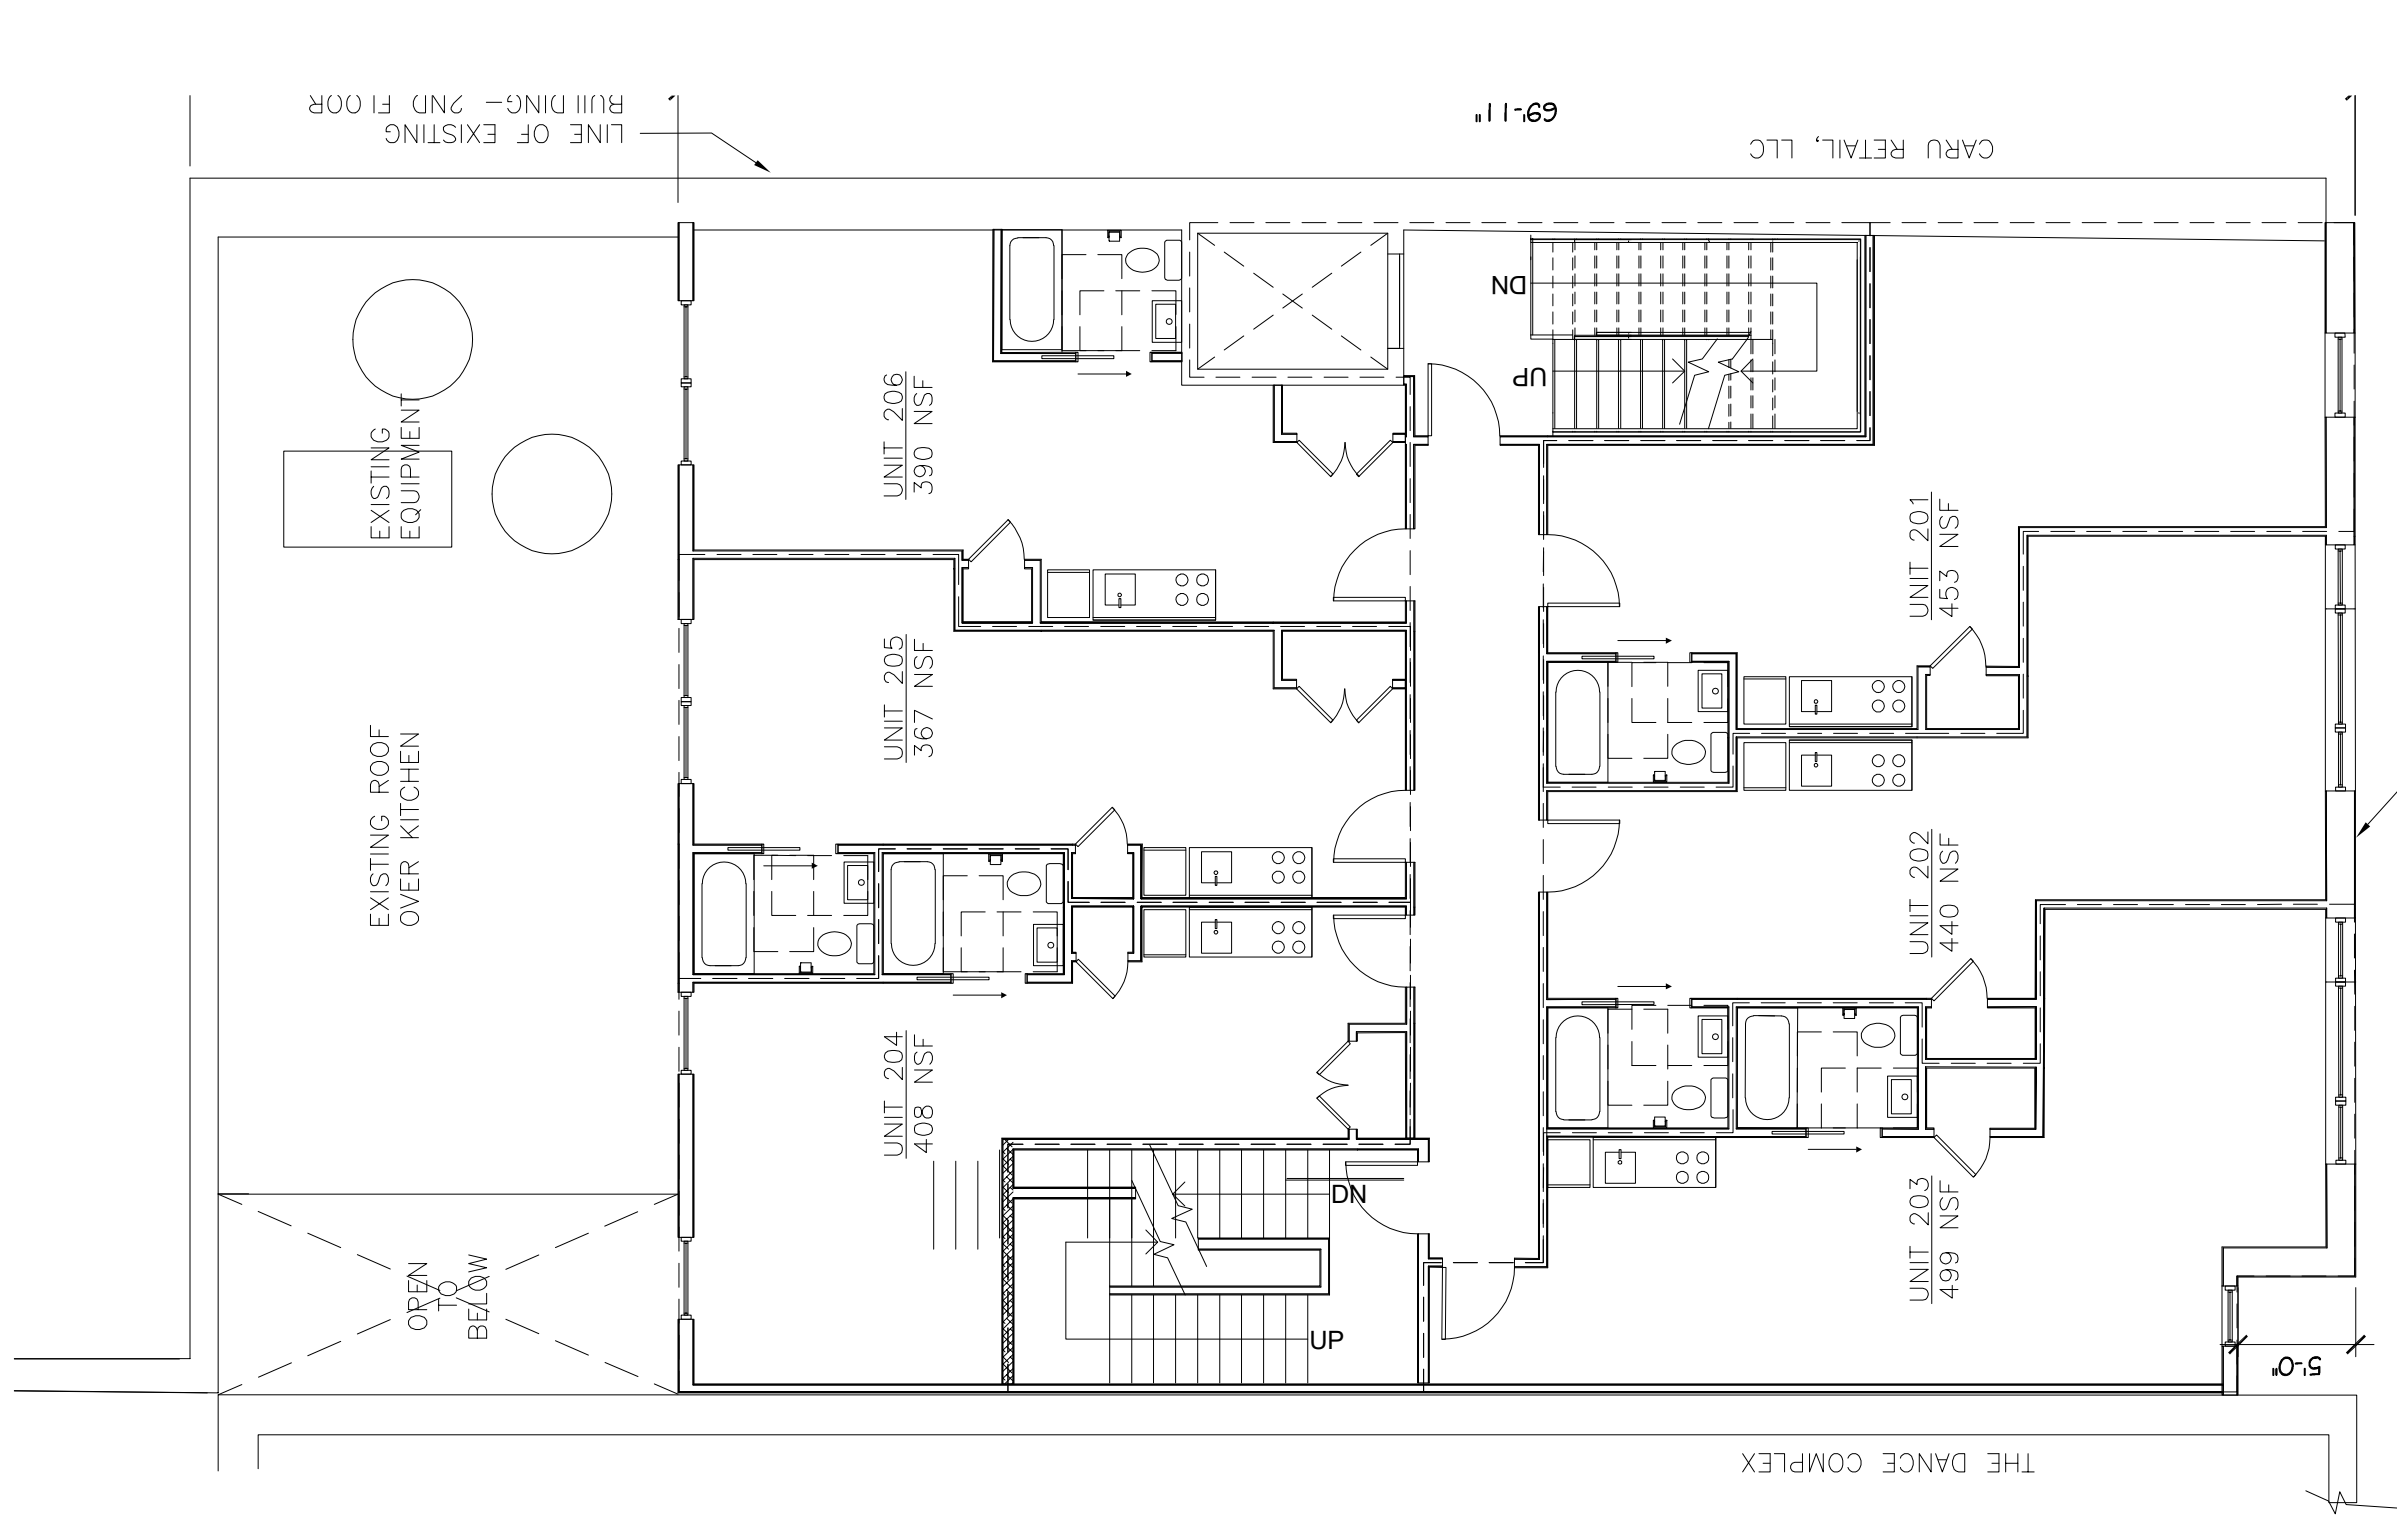 LINE OF EXISTING
BUILDING- 2ND FLOOR
69'-11"
CARU RETAIL, LLC
DN
UP
UNIT 206
390 NSF
EXISTING
EQUIPMENT
UNIT 201
453 NSF
UNIT 205
367 NSF
EXISTING ROOF
OVER KITCHEN
UNIT 202
440 NSF
UNIT 204
408 NSF
DN
UP
UNIT 203
499 NSF
OPEN
TO
BELOW
5'-0"
THE DANCE COMPLEX